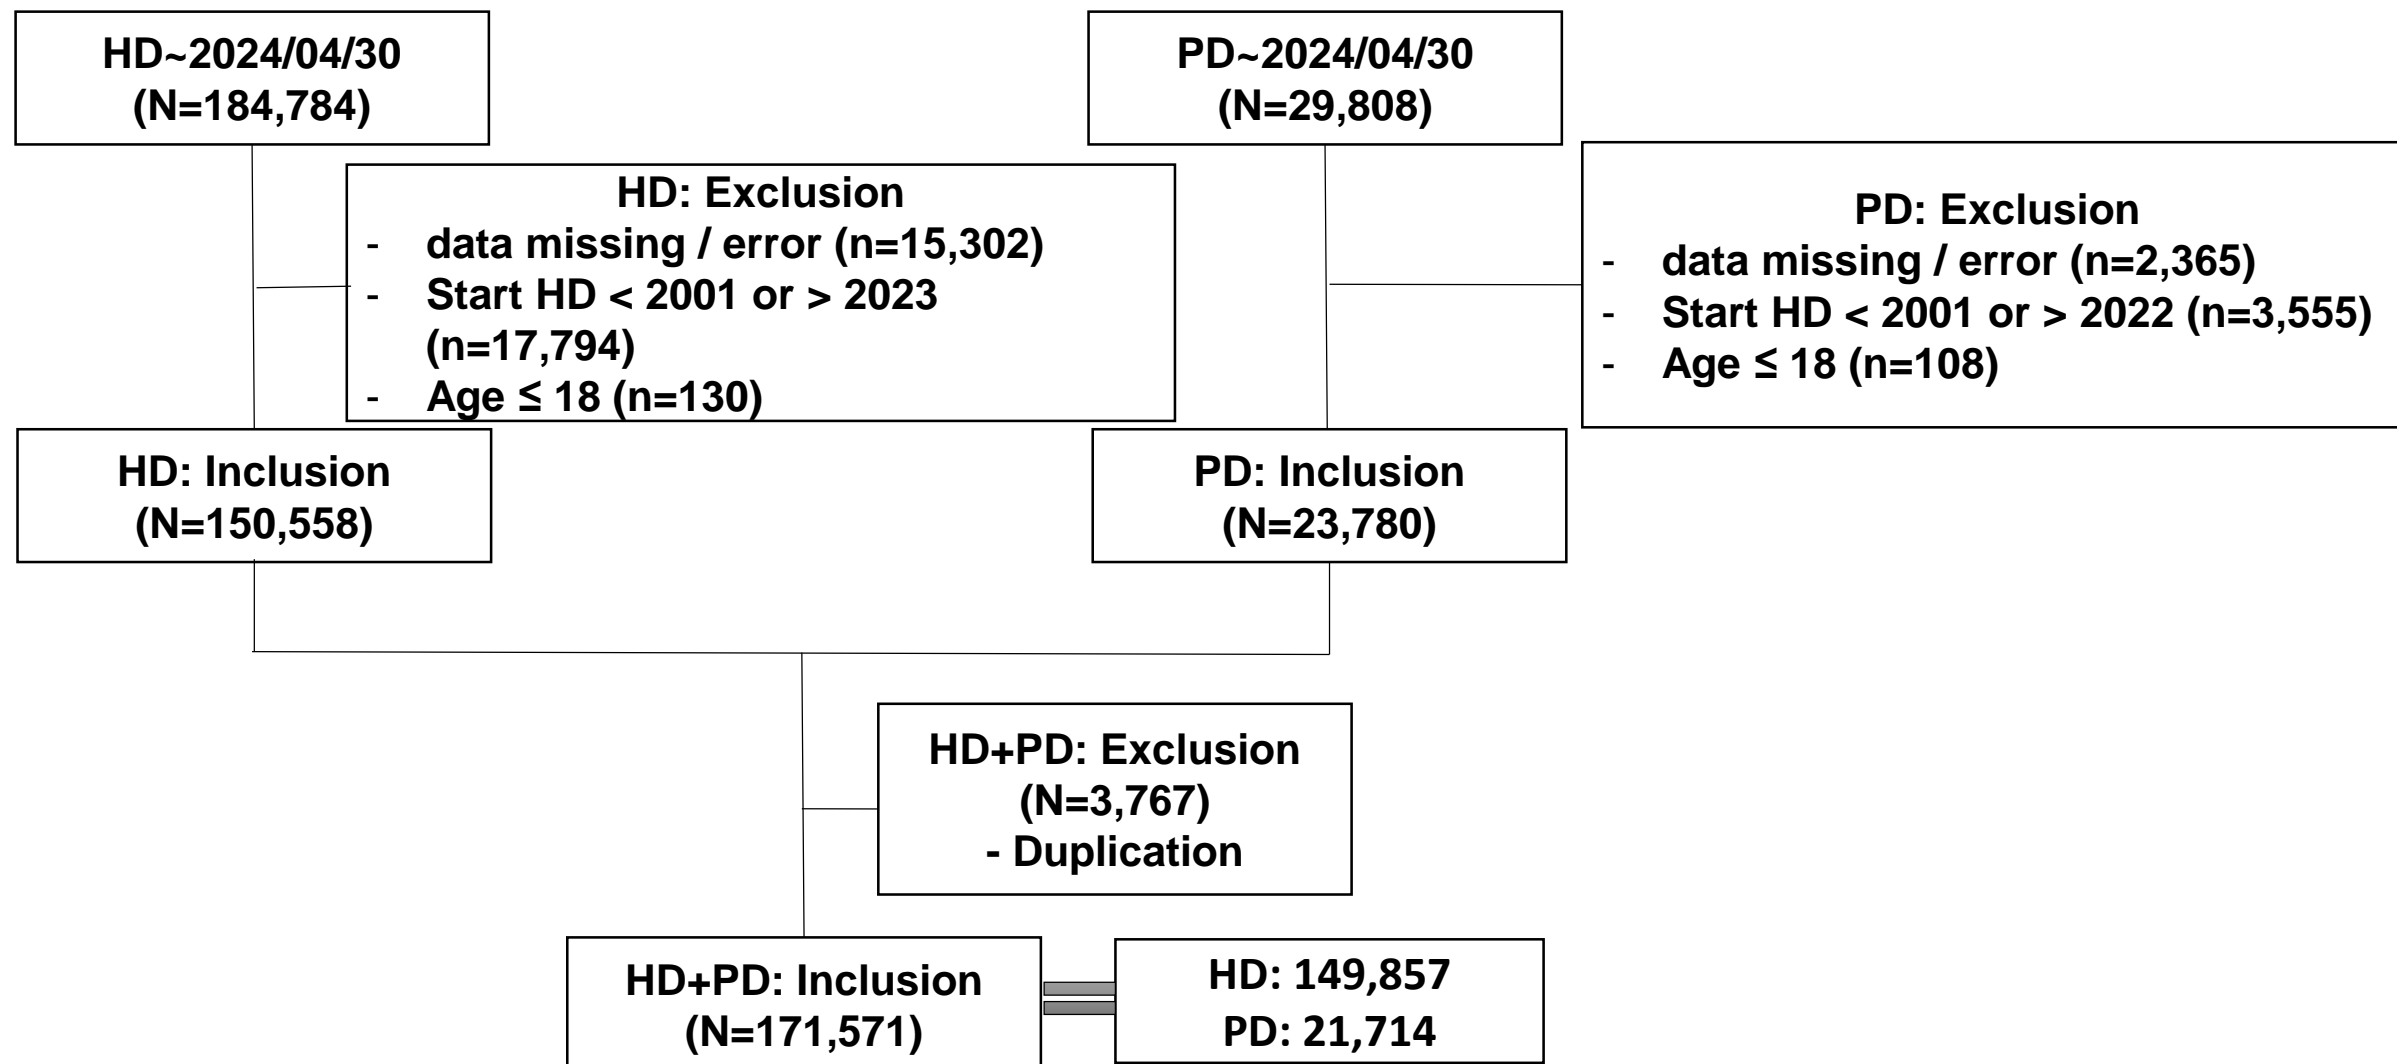 HD~2024/04/30
(N=184,784)
PD~2024/04/30
(N=29,808)
HD: Exclusion
- data missing / error (n=15,302)
- Start HD < 2001 or > 2023
(n=17,794)
- Age ≤ 18 (n=130)
PD: Exclusion
- data missing / error (n=2,365)
- Start HD < 2001 or > 2022 (n=3,555)
- Age ≤ 18 (n=108)
HD: Inclusion
(N=150,558)
PD: Inclusion
(N=23,780)
HD+PD: Exclusion
(N=3,767)
- Duplication
HD+PD: Inclusion
(N=171,571)
HD: 149,857
PD: 21,714